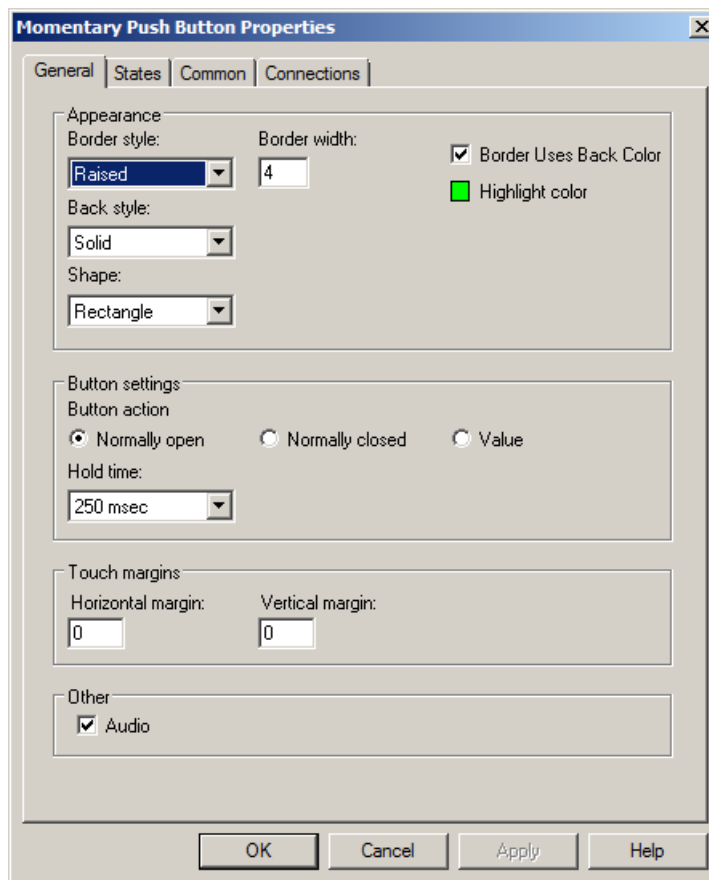 Momentary Push Button Properties
General States Common Connections
Appearance
Border style: Border width:
Raised 4 Border Uses Back Color
Highlight color
Back style:
Solid
Shape:
Rectangle
Button settings
Button action
Normally open Normally closed Value
Hold time:
250 msec
Touch margins
Horizontal margin: Vertical margin:
0 0
Other
Audio
OK Cancel Apply Help